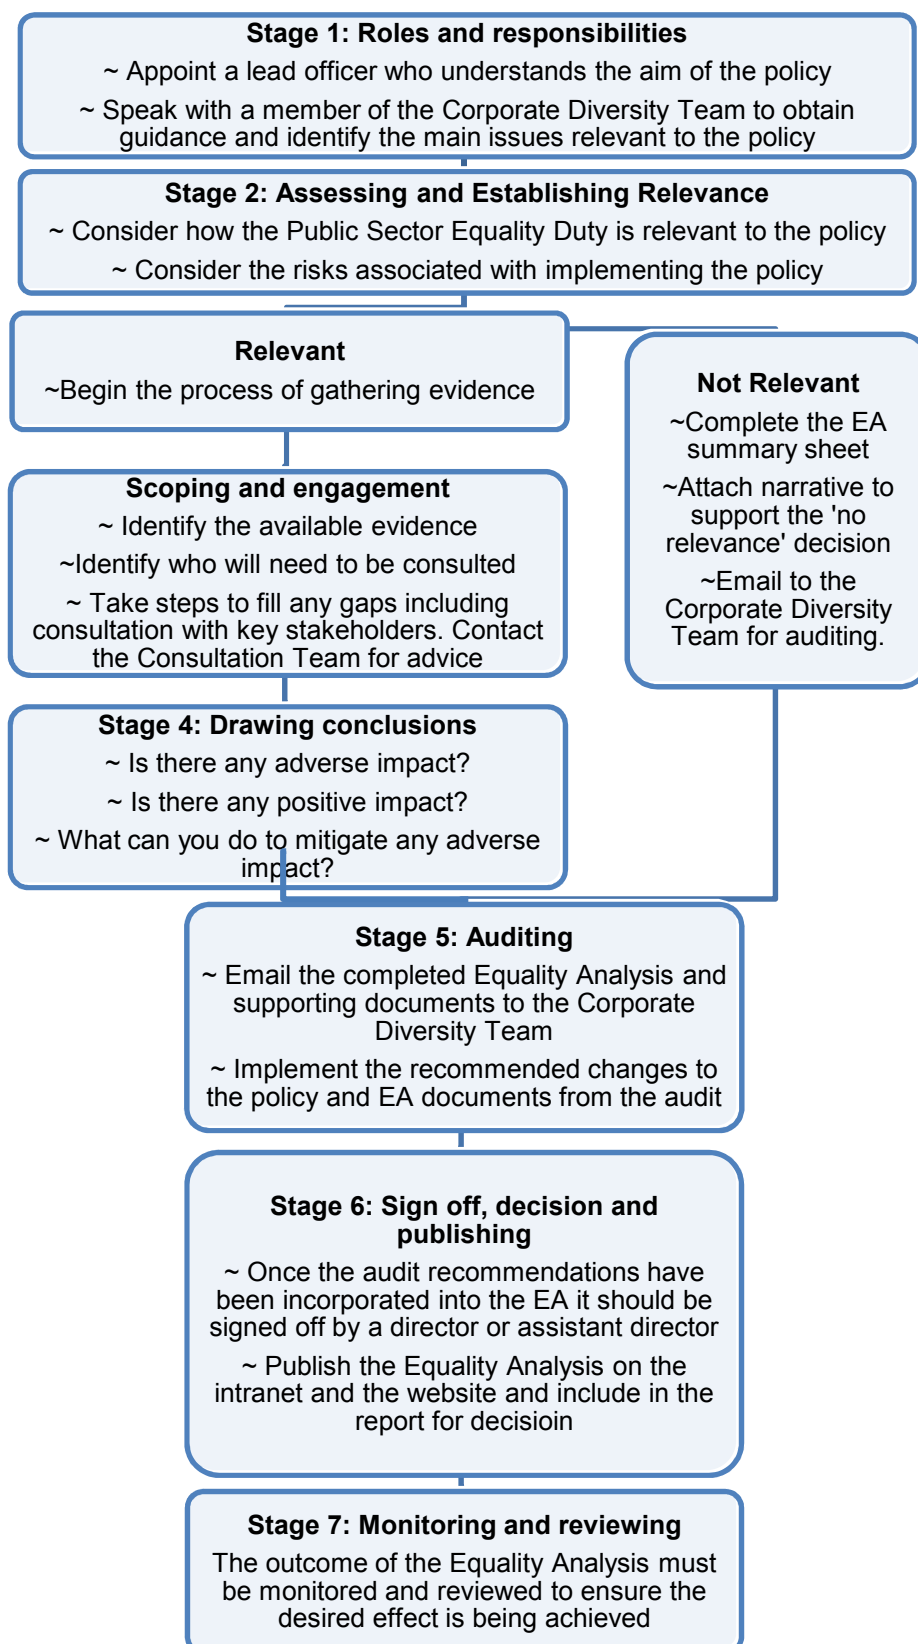 Stage 1: Roles and responsibilities
~ Appoint a lead officer who understands the aim of the policy
~ Speak with a member of the Corporate Diversity Team to obtain
guidance and identify the main issues relevant to the policy
Stage 2: Assessing and Establishing Relevance
~ Consider how the Public Sector Equality Duty is relevant to the policy
~ Consider the risks associated with implementing the policy
Relevant
~Begin the process of gathering evidence
Not Relevant
~Complete the EA
summary sheet
~Attach narrative to
support the 'no
relevance' decision
~Email to the
Corporate Diversity
Team for auditing.
Scoping and engagement
~ Identify the available evidence
~Identify who will need to be consulted
~ Take steps to fill any gaps including
consultation with key stakeholders. Contact
the Consultation Team for advice
Stage 4: Drawing conclusions
~ Is there any adverse impact?
~ Is there any positive impact?
~ What can you do to mitigate any adverse
impact?
Stage 5: Auditing
~ Email the completed Equality Analysis and
supporting documents to the Corporate
Diversity Team
~ Implement the recommended changes to
the policy and EA documents from the audit
Stage 6: Sign off, decision and
publishing
~ Once the audit recommendations have
been incorporated into the EA it should be
signed off by a director or assistant director
~ Publish the Equality Analysis on the
intranet and the website and include in the
report for decisioin
Stage 7: Monitoring and reviewing
The outcome of the Equality Analysis must
be monitored and reviewed to ensure the
desired effect is being achieved